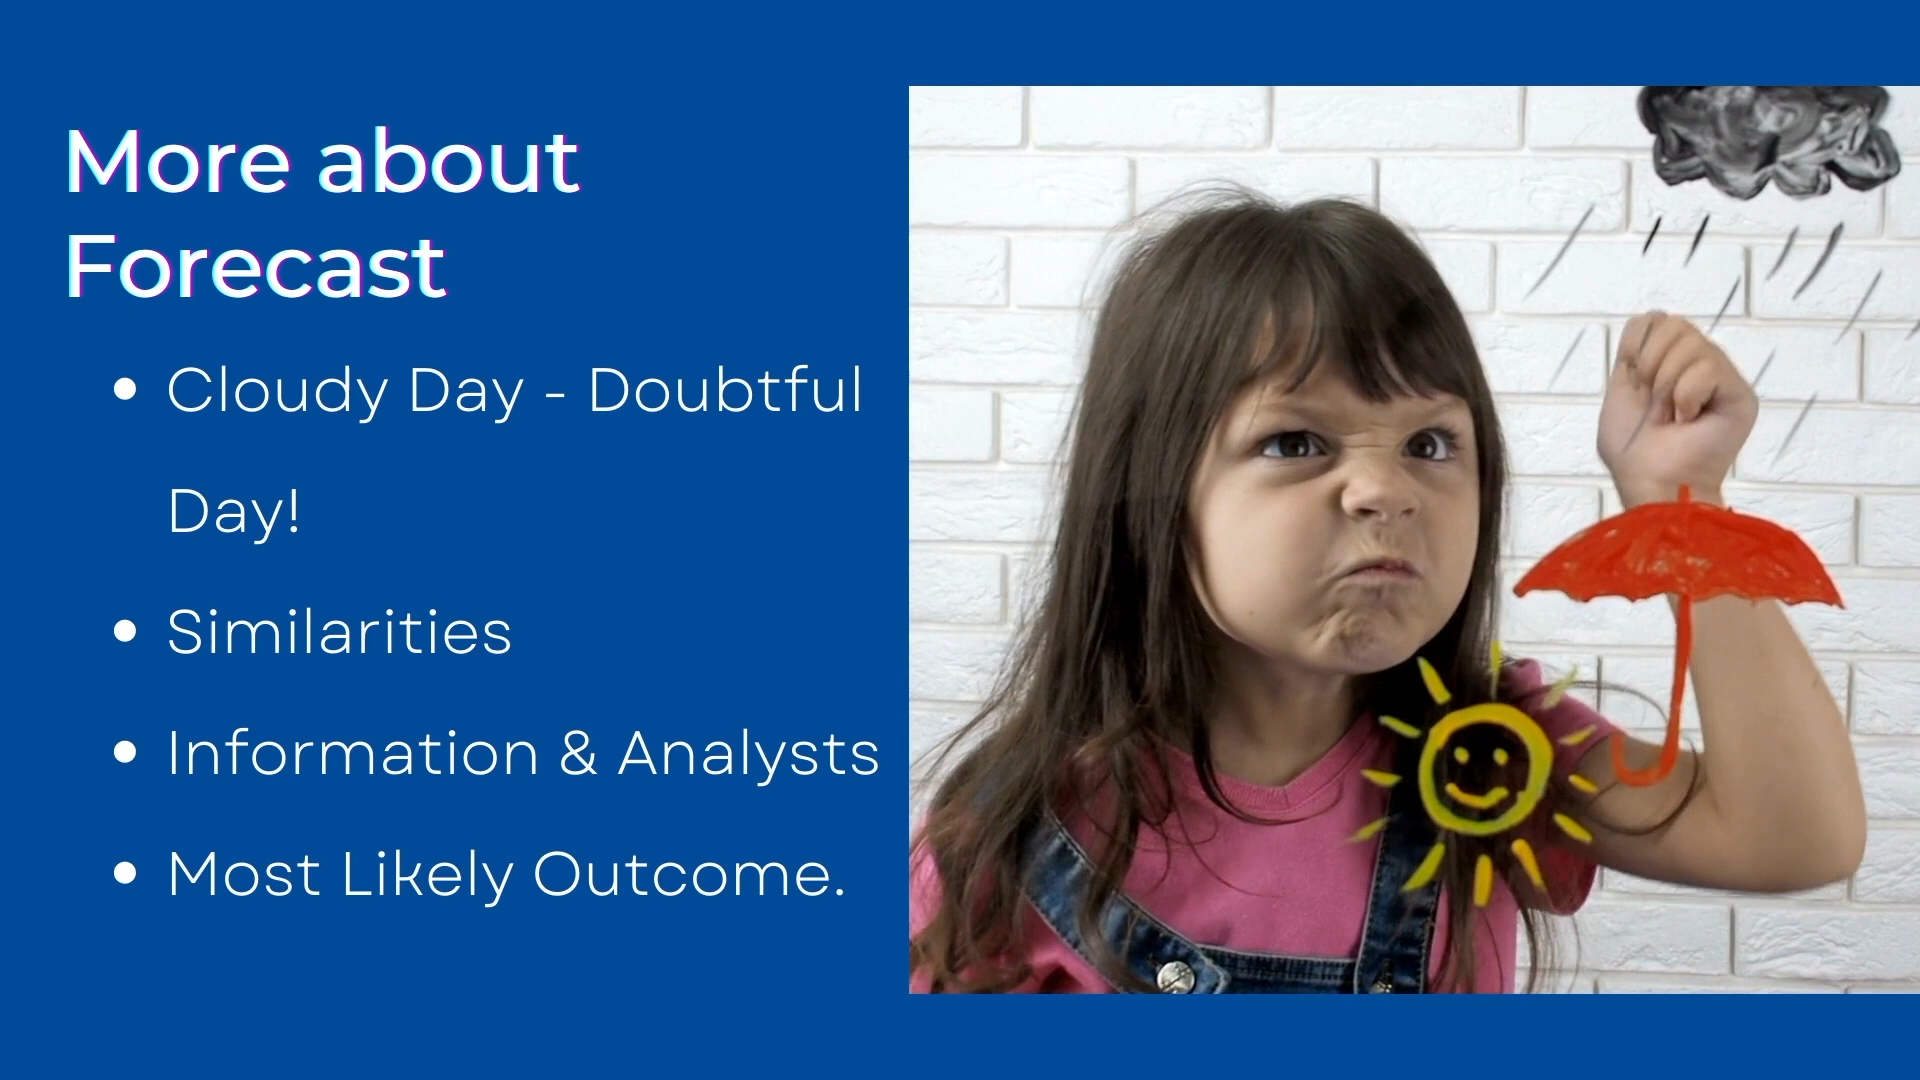 More about
Forecast
Cloudy Day - Doubtful
Day!
Similarities
Information & Analysts
Most Likely Outcome.